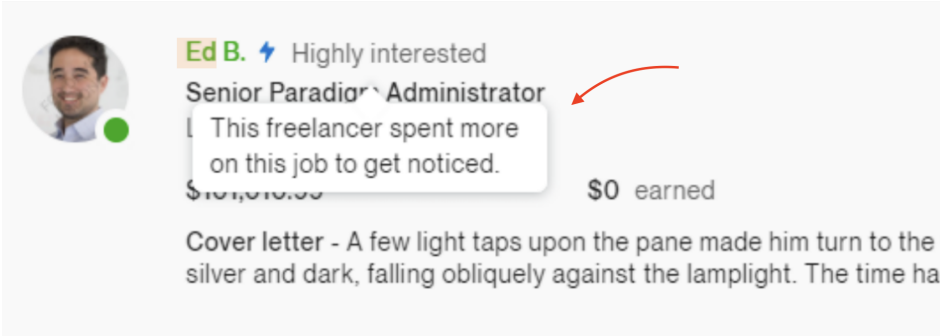 Ed B. Highly interested
Senior Paradigm Administrator
This freelancer spent more
on this job to get noticed.
$0 earned
Cover letter - A few light taps upon the pane made him turn to the
silver and dark, falling obliquely against the lamplight. The time ha